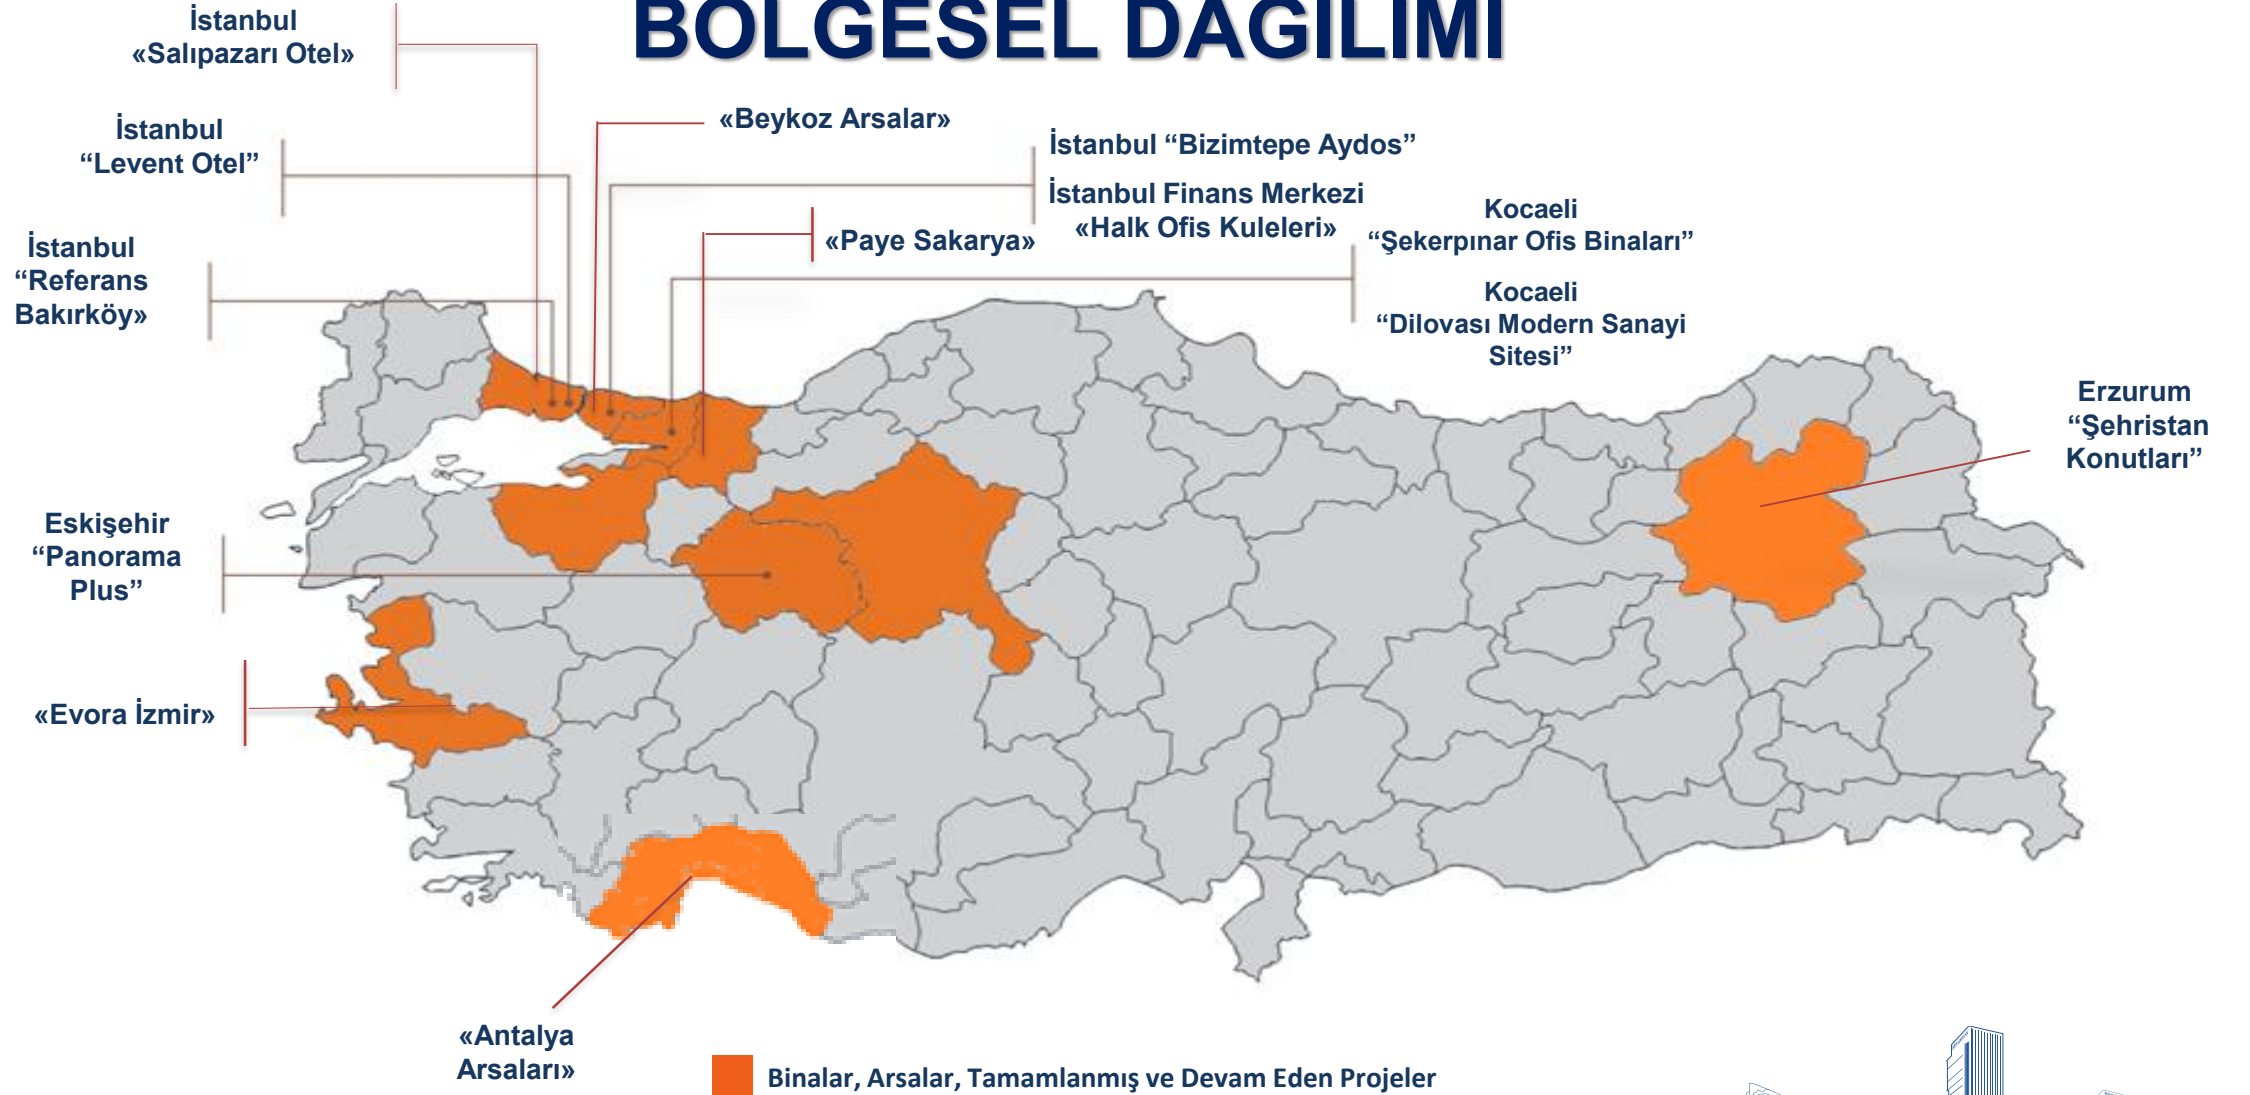 BÖLGESEL DAĞILIMI
İstanbul
«Salıpazarı Otel»
İstanbul
“Levent Otel”
İstanbul
“Referans
Bakırköy»
«Beykoz Arsalar»
İstanbul “Bizimtepe Aydos”
İstanbul Finans Merkezi
«Halk Ofis Kuleleri»
«Paye Sakarya»
Kocaeli
“Şekerpınar Ofis Binaları”
Kocaeli
“Dilovası Modern Sanayi
Sitesi”
Erzurum
“Şehristan
Konutları”
Eskişehir
“Panorama
Plus”
«Evora İzmir»
«Antalya
Arsaları»
Binalar, Arsalar, Tamamlanmış ve Devam Eden Projeler